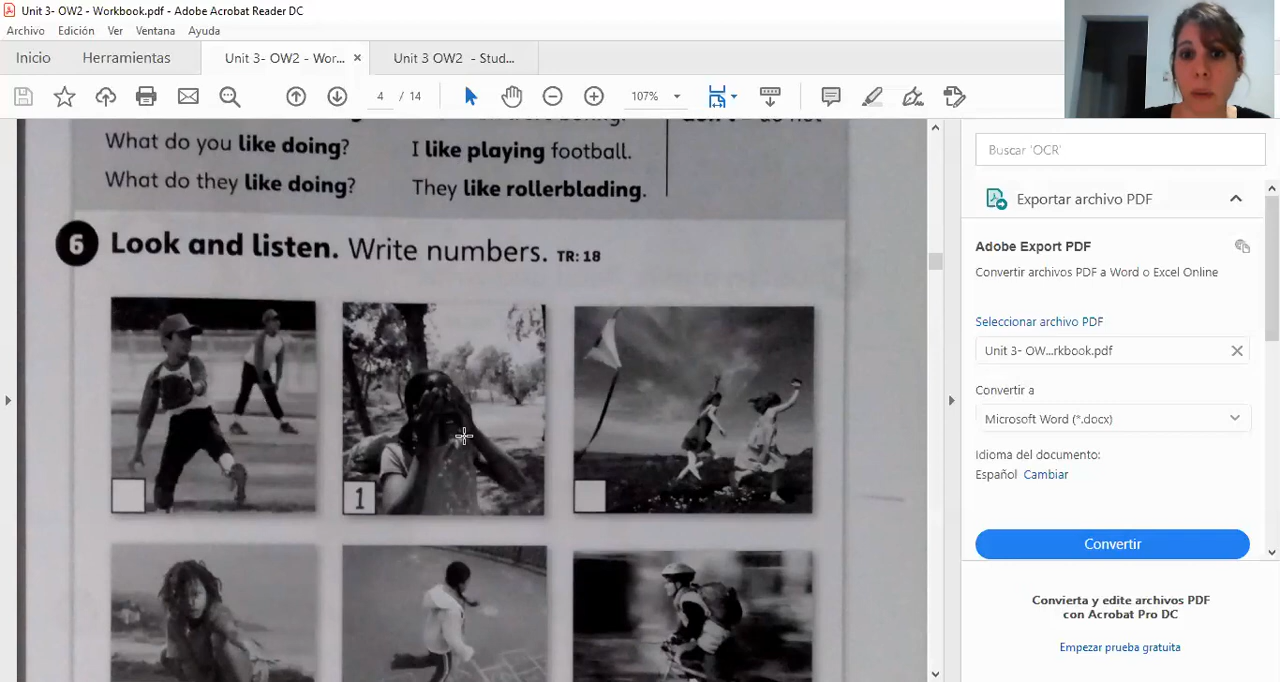 Unit 3- OW2 - Workbook.pdf - Adobe Acrobat Reader DC
Archivo Edición Ver Ventana Ayuda
Inicio Herramientas Unit 3- OW2 - Wor... × Unit 3 OW2 - Stud...
4 / 14 107%
don't do not
What do you like doing? I like playing football.
What do they like doing? They like rollerblading.
6 Look and listen. Write numbers. TR: 18
1
Buscar 'OCR'
Exportar archivo PDF
Adobe Export PDF
Convertir archivos PDF a Word o Excel Online
Seleccionar archivo PDF
Unit 3- OW...rkbook.pdf
Convertir a
Microsoft Word (*.docx)
Idioma del documento:
Español Cambiar
Convertir
Convierta y edite archivos PDF
con Acrobat Pro DC
Empezar prueba gratuita